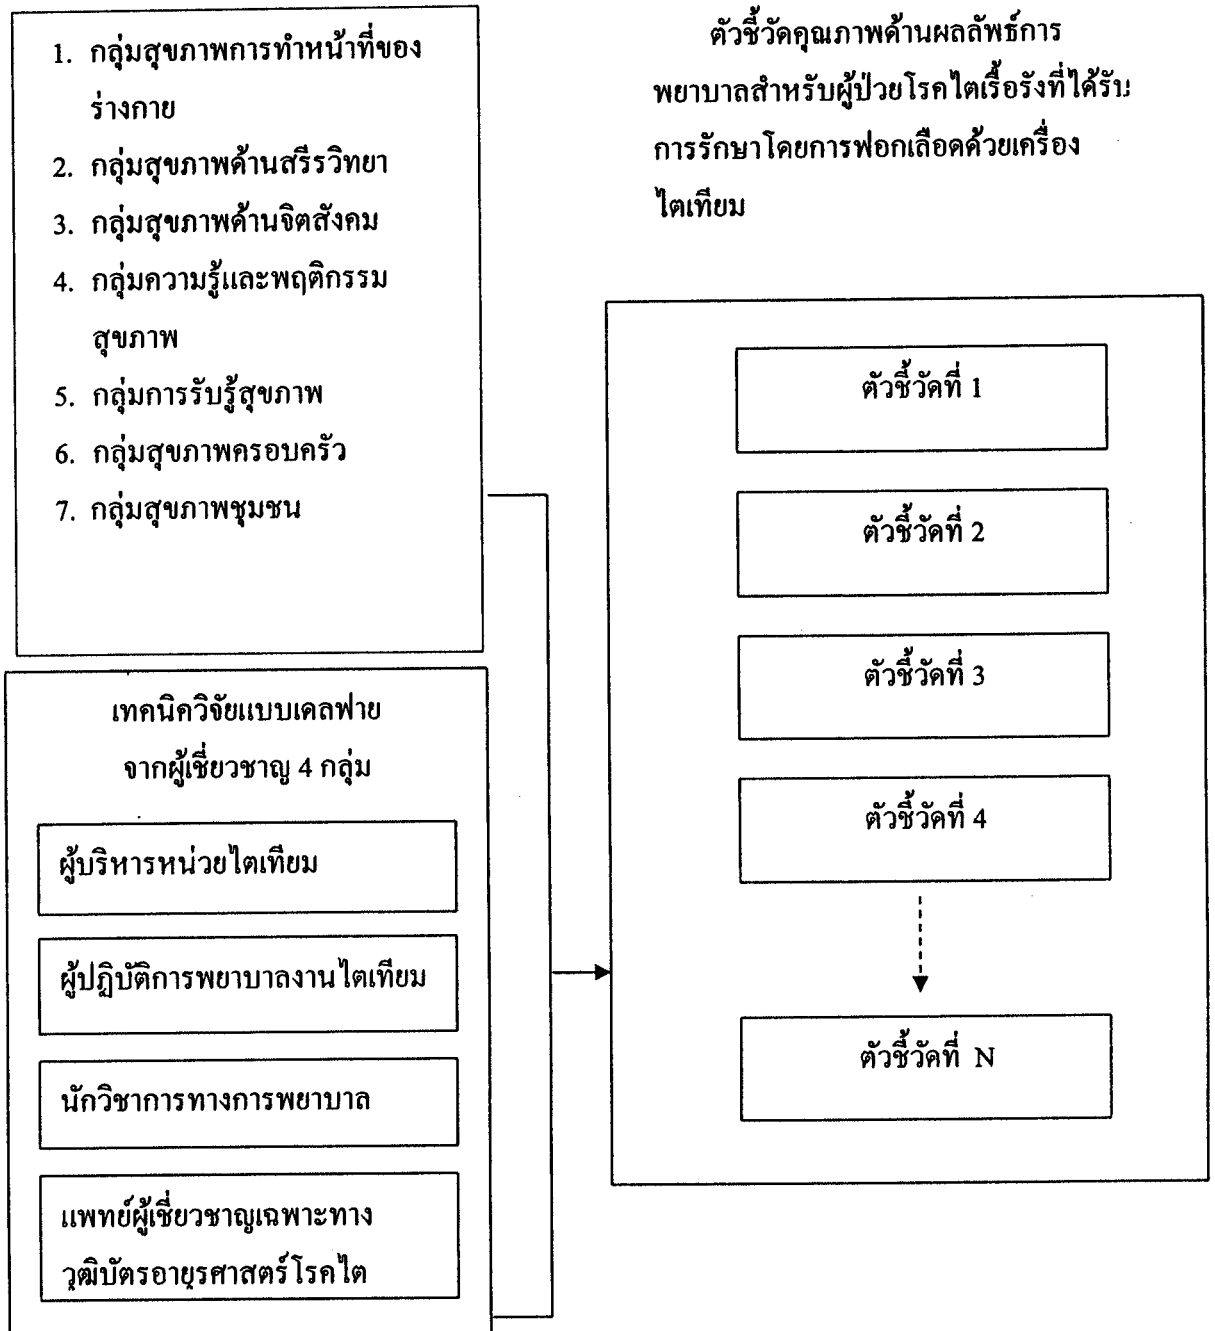 1. กลุ่มสุขภาพการทำหน้าที่ของ
ร่างกาย
2. กลุ่มสุขภาพด้านสรีรวิทยา
3. กลุ่มสุขภาพด้านจิตสังคม
4. กลุ่มความรู้และพฤติกรรม
สุขภาพ
5. กลุ่มการรับรู้สุขภาพ
6. กลุ่มสุขภาพครอบครัว
7. กลุ่มสุขภาพชุมชน
เทคนิควิจัยแบบเดลฟาย
จากผู้เชี่ยวชาญ 4 กลุ่ม
ผู้บริหารหน่วยไตเทียม
ผู้ปฏิบัติการพยาบาลงานไตเทียม
นักวิชาการทางการพยาบาล
แพทย์ผู้เชี่ยวชาญเฉพาะทาง
วุฒิบัตรอายุรศาสตร์โรคไต
ตัวชี้วัดคุณภาพด้านผลลัพธ์การ
พยาบาลสำหรับผู้ป่วยโรคไตเรื้อรังที่ได้รับ
การรักษาโดยการฟอกเลือดด้วยเครื่อง
ไตเทียม
ตัวชี้วัดที่ 1
ตัวชี้วัดที่ 2
ตัวชี้วัดที่ 3
ตัวชี้วัดที่ 4
ตัวชี้วัดที่ N